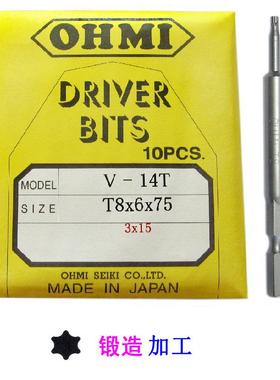 OHMI
DRIVER
BITS
10PCS.
MODEL V-14T
SIZE T8x6x75
3x15
OHMI SEIKI CO.,LTD.
MADE IN JAPAN
锻造 加工